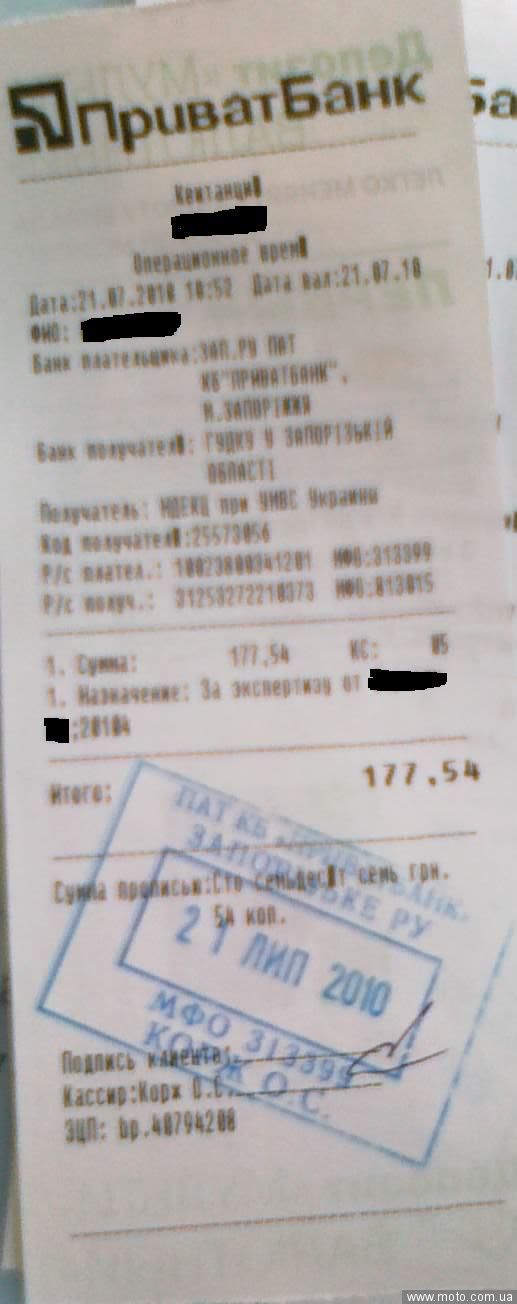 ПриватБанк
Квитанция
Операционное время
Дата:21.07.2010 10:52 Дата вал:21.07.10
ФИО:
Банк плательщика:ЗАП.РУ ПАТ
КБ"ПРИВАТБАНК",
М.ЗАПОРІЖЖЯ
Банк получателя: ГУДКУ У ЗАПОРІЗЬКІЙ
ОБЛАСТІ
Получатель: НДЕКЦ при УМВС Украины
Код получателя:25573056
Р/с плател.: 10023800341201 МФО:313399
Р/с получ.: 31253272210373 МФО:813015
1. Сумма: 177.54 КС: 05
1. Назначение: За экспертизу от
;20104
Итого: 177.54
Сумма прописью:Сто семьдесят семь грн.
54 коп.
ПАТ КБ «ПРИВАТБАНК»
ЗАПОРІЗЬКЕ РУ
21 ЛИП 2010
МФО 313399
КОРЖ О.С.
Подпись клиента:
Кассир:Корж О.С.
ЭЦП: bp.40794208
www.moto.com.ua